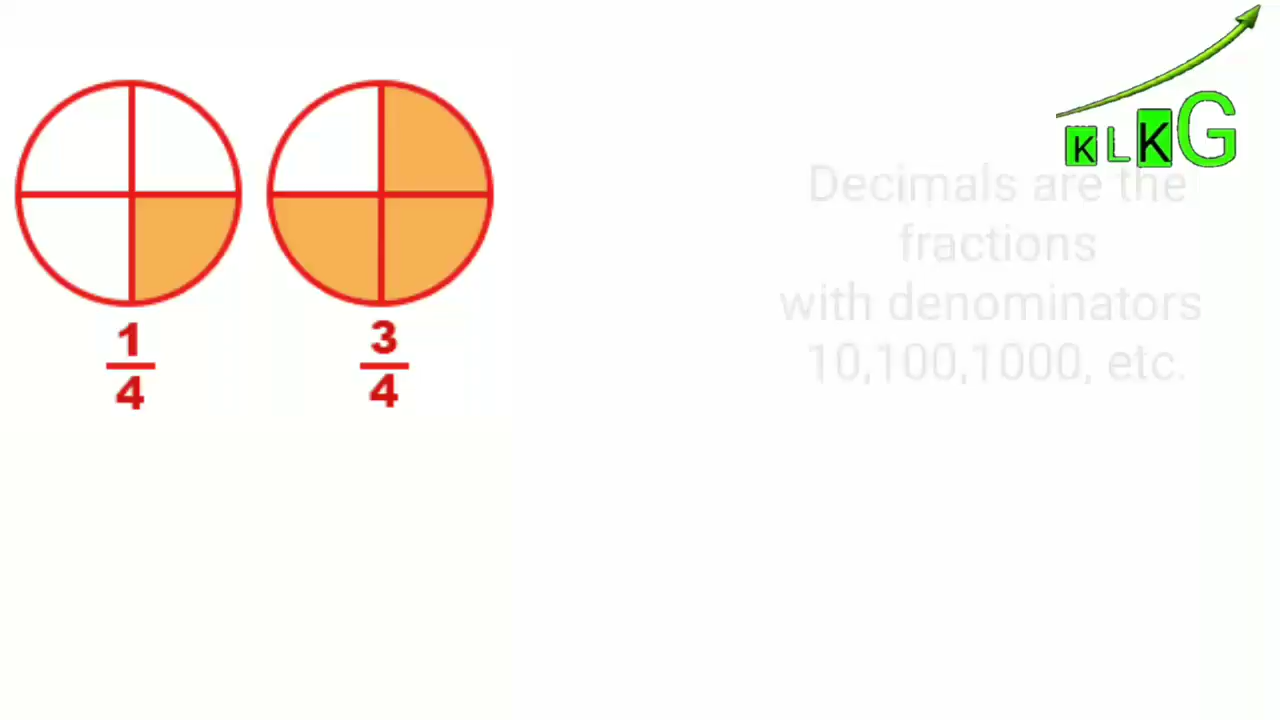 KLKG
Decimals are the
fractions
with denominators
10,100,1000, etc.
1
4
3
4